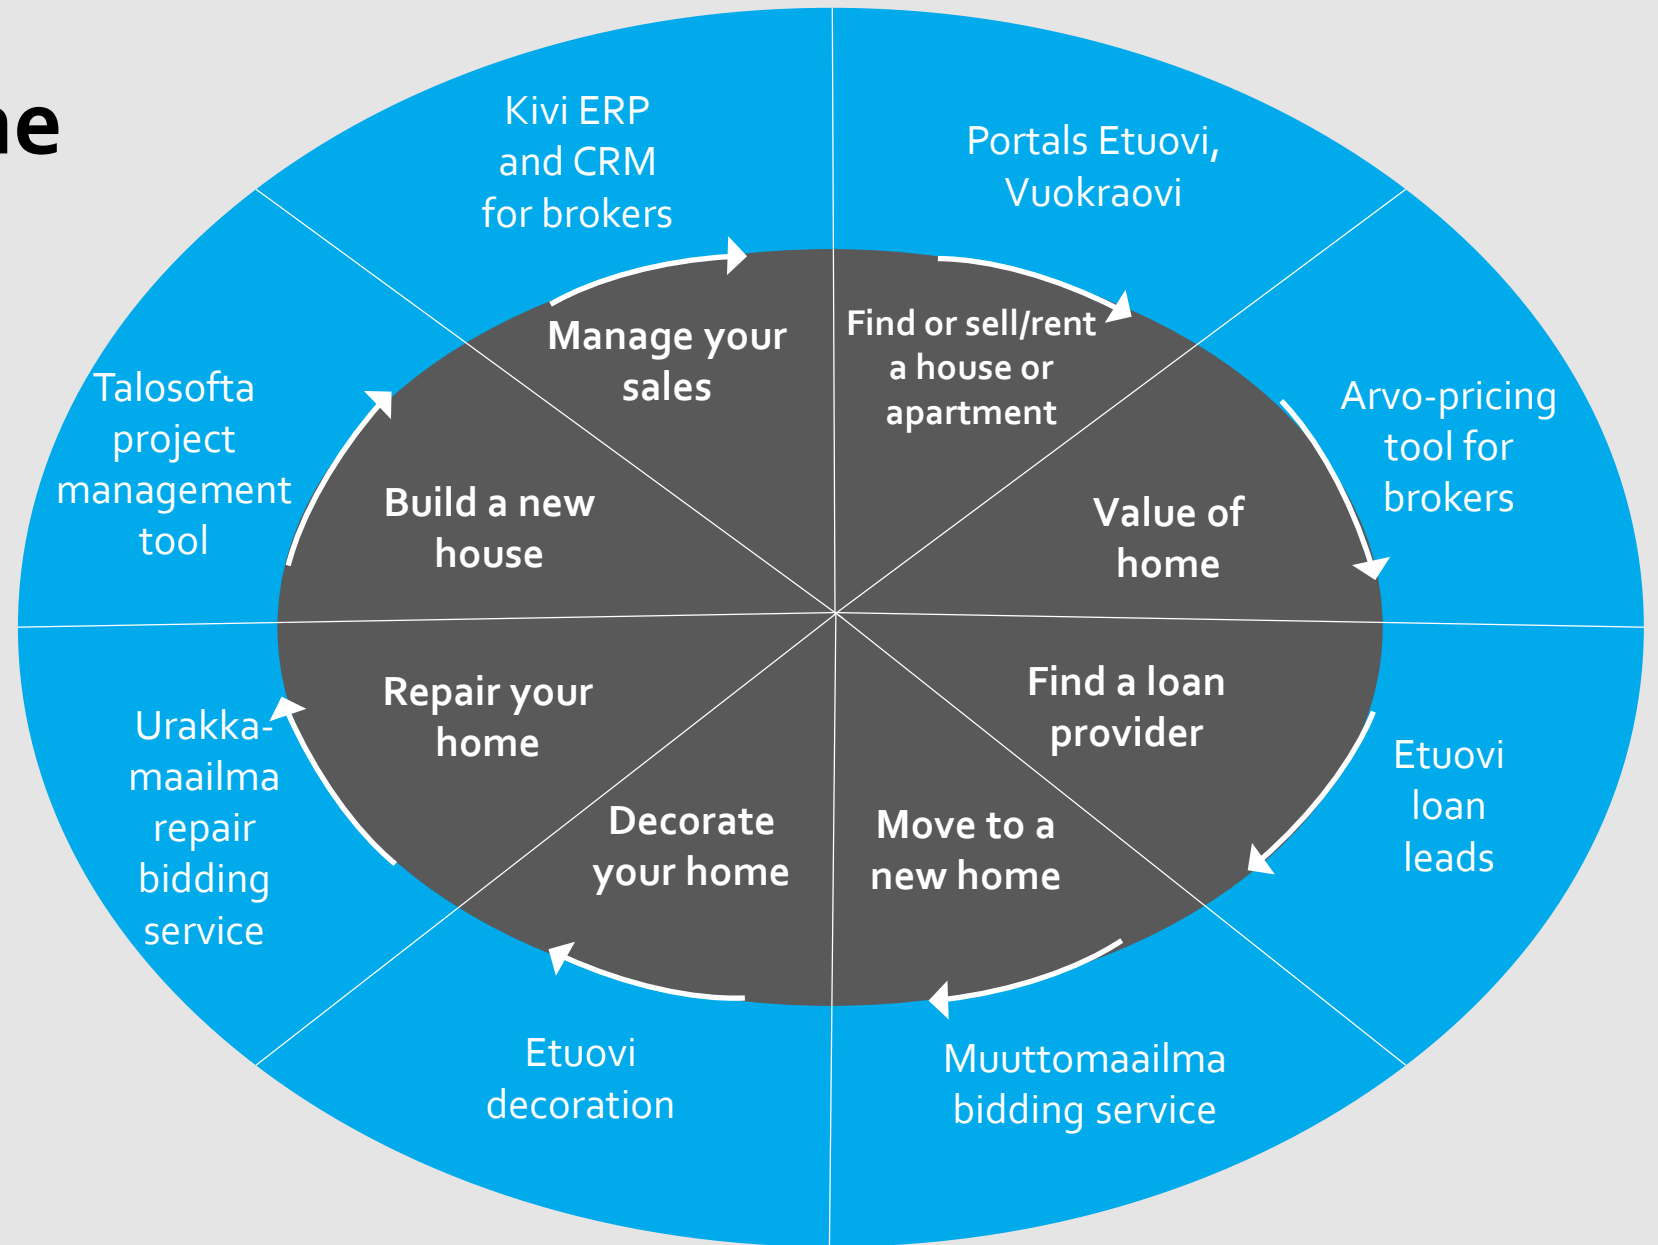 Kivi ERP
and CRM
for brokers
Portals Etuovi,
Vuokraovi
Arvo-pricing
tool for
brokers
Etuovi
loan
leads
Muuttomaailma
bidding service
Etuovi
decoration
Urakka-
maailma
repair
bidding
service
Talosofta
project
management
tool
Manage your
sales
Find or sell/rent
a house or
apartment
Value of
home
Find a loan
provider
Move to a
new home
Decorate
your home
Repair your
home
Build a new
house